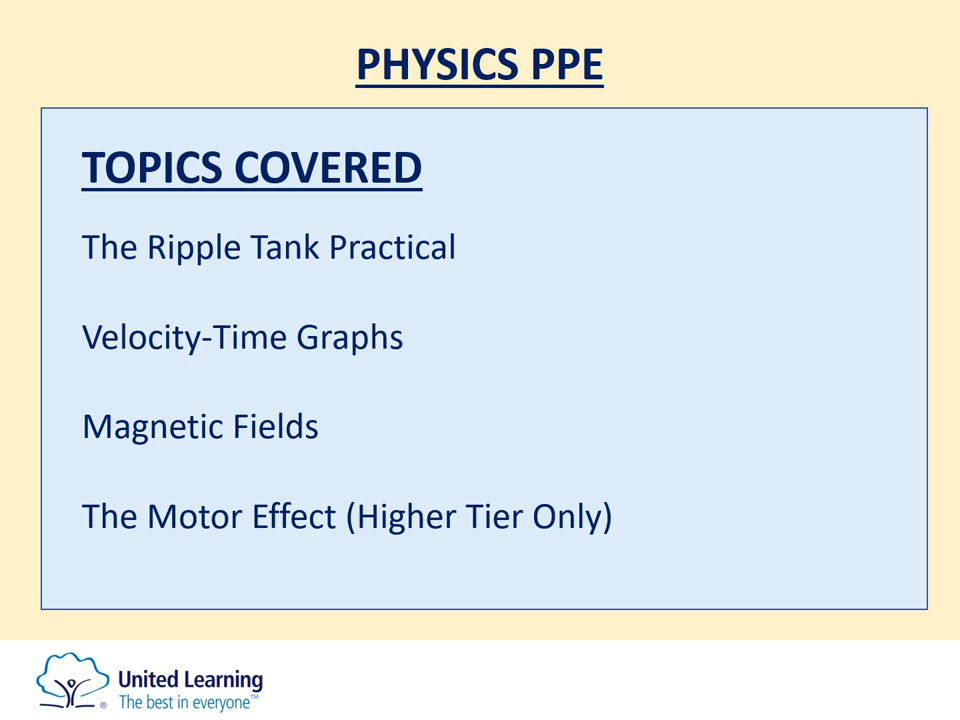 PHYSICS PPE
TOPICS COVERED
The Ripple Tank Practical
Velocity-Time Graphs
Magnetic Fields
The Motor Effect (Higher Tier Only)
United Learning
® The best in everyone™